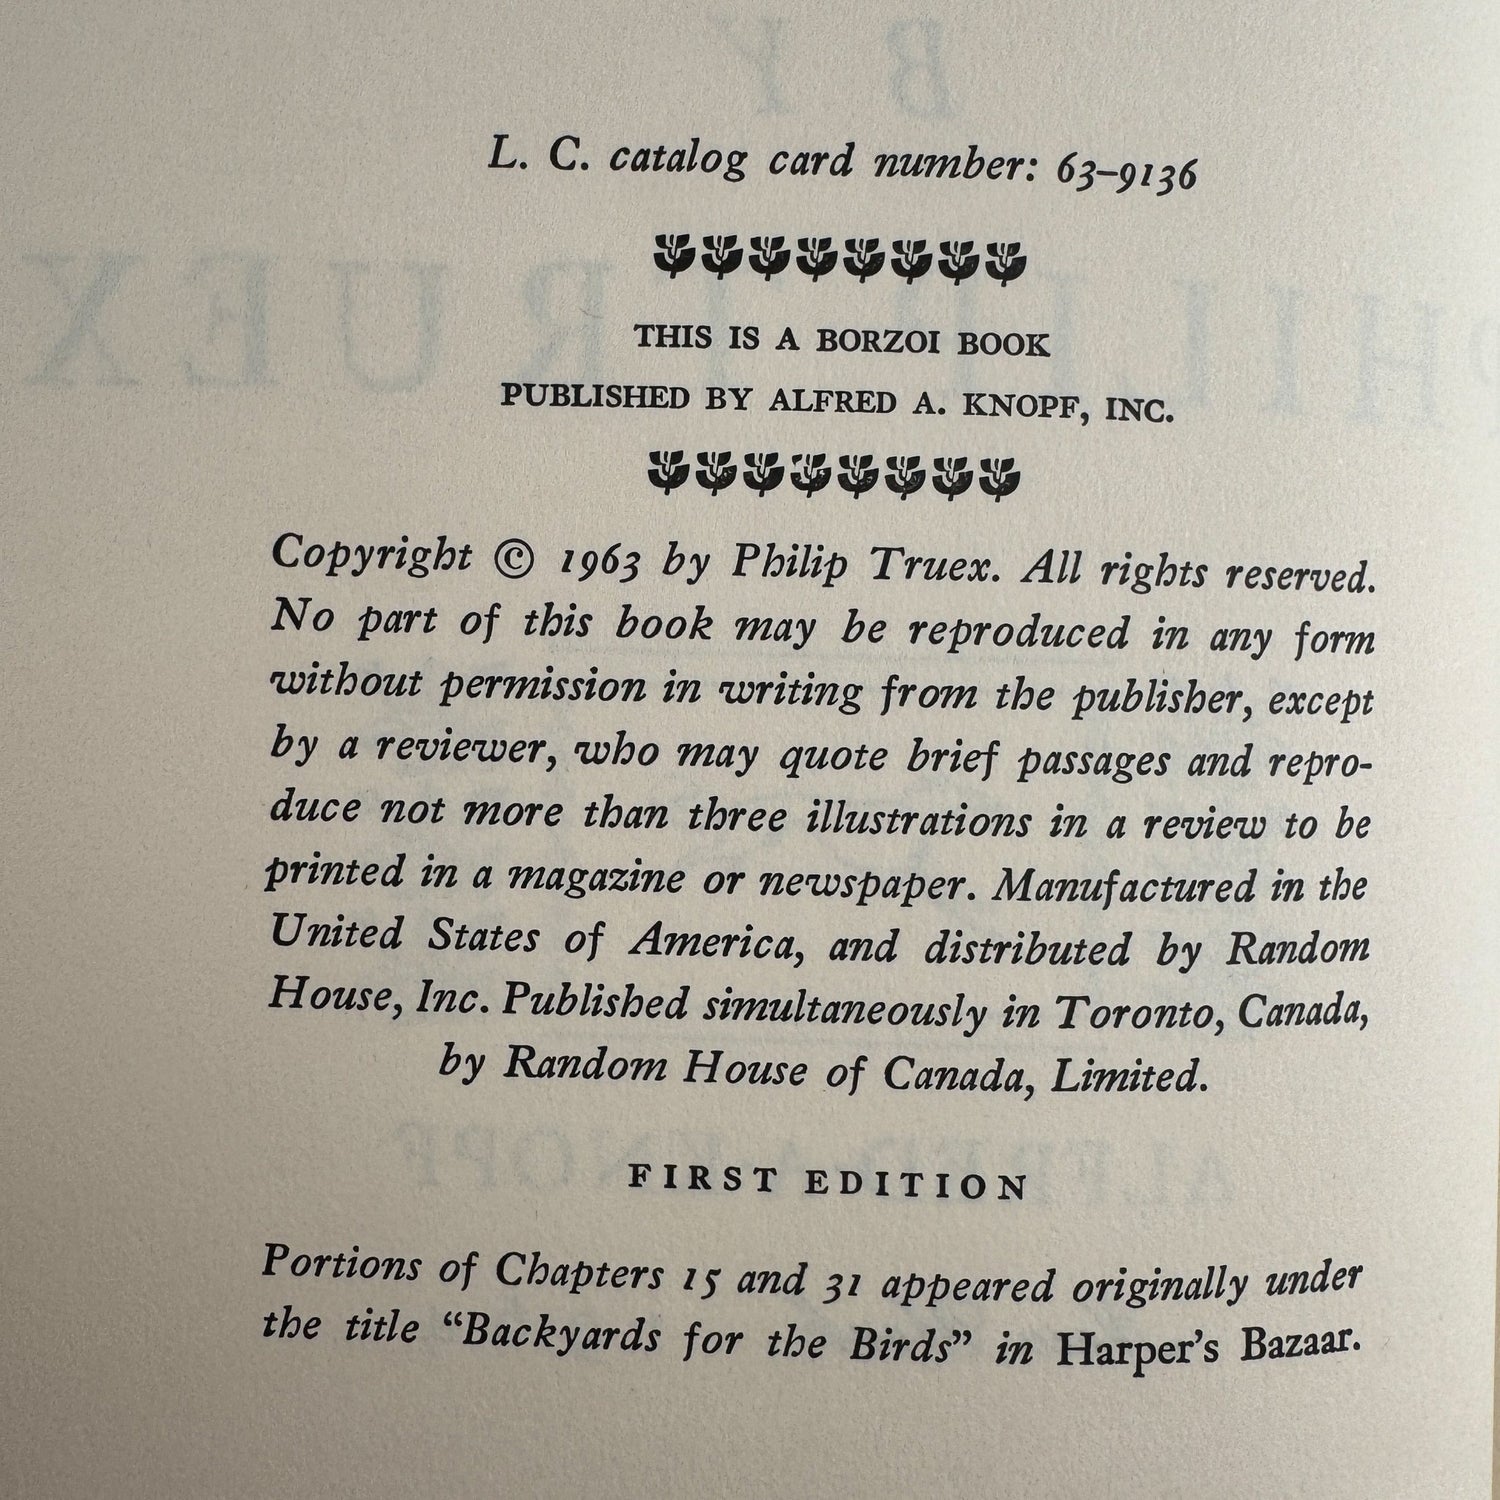 L. C. catalog card number: 63–9136
THIS IS A BORZOI BOOK
PUBLISHED BY ALFRED A. KNOPF, INC.
Copyright © 1963 by Philip Truex. All rights reserved.
No part of this book may be reproduced in any form
without permission in writing from the publisher, except
by a reviewer, who may quote brief passages and repro-
duce not more than three illustrations in a review to be
printed in a magazine or newspaper. Manufactured in the
United States of America, and distributed by Random
House, Inc. Published simultaneously in Toronto, Canada,
by Random House of Canada, Limited.
FIRST EDITION
Portions of Chapters 15 and 31 appeared originally under
the title “Backyards for the Birds” in Harper’s Bazaar.